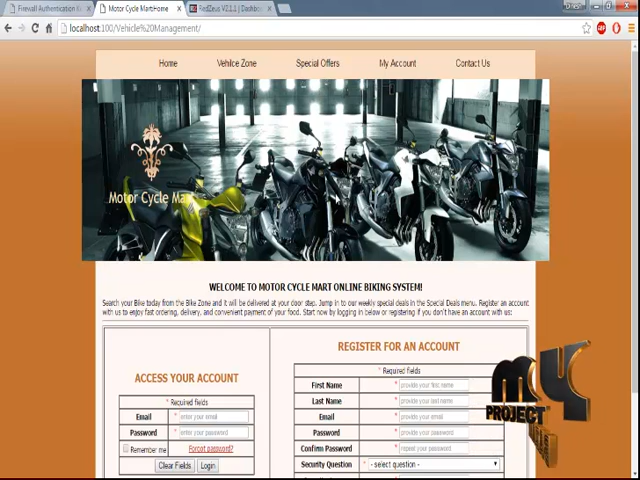 Firewall Authentication K
Motor Cycle MartHome
RedZeus V2.1.1 | Dashbo
Dinesh
localhost:100/Vehicle%20Management/
Home
Vehilce Zone
Special Offers
My Account
Contact Us
Motor Cycle Mart
WELCOME TO MOTOR CYCLE MART ONLINE BIKING SYSTEM!
Search your Bike today from the Bike Zone and it will be delivered at your door step. Jump in to our weekly special deals in the Special Deals menu. Register an account
with us to enjoy fast ordering, delivery, and convenient payment of your food. Start now by logging in below or registering if you don't have an account with us:
ACCESS YOUR ACCOUNT
* Required fields
Email * enter your email
Password * enter your password
Remember me Forgot password?
Clear Fields Login
REGISTER FOR AN ACCOUNT
* Required fields
First Name * provide your first name
Last Name * provide your last name
Email * provide your email
Password * provide your password
Confirm Password * repeat your password
Security Question * - select question -
MY
PROJECT